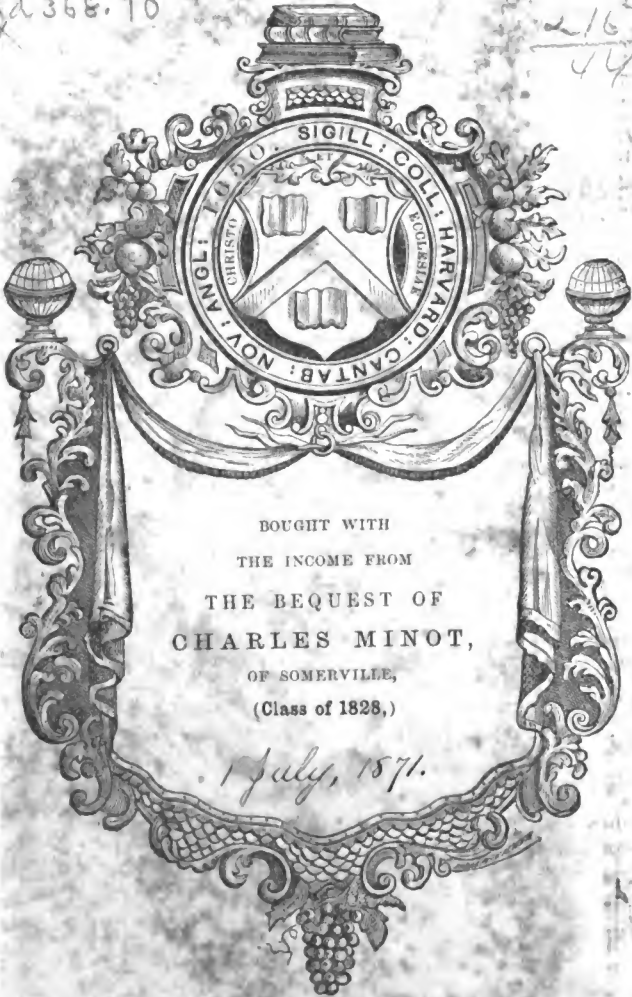 SIGILL: COLL: HARVARD: CANTAB: NOV: ANGL: 1650.
CHRISTO
ET
ECCLESIAE
BOUGHT WITH
THE INCOME FROM
THE BEQUEST OF
CHARLES MINOT,
OF SOMERVILLE,
(Class of 1828,)
1 July, 1871.